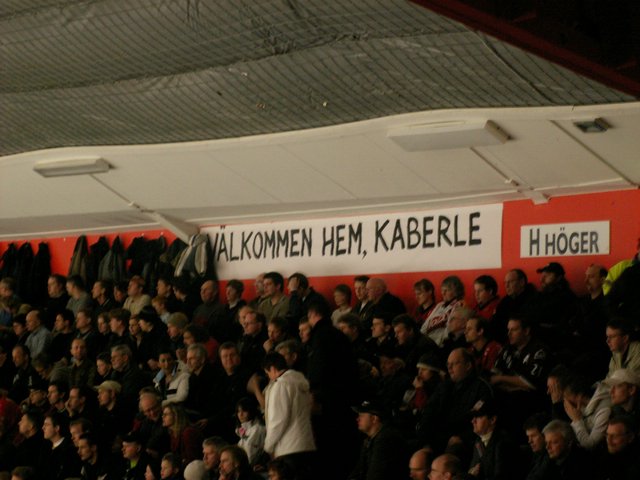 VÄLKOMMEN HEM, KABERLE
H HÖGER